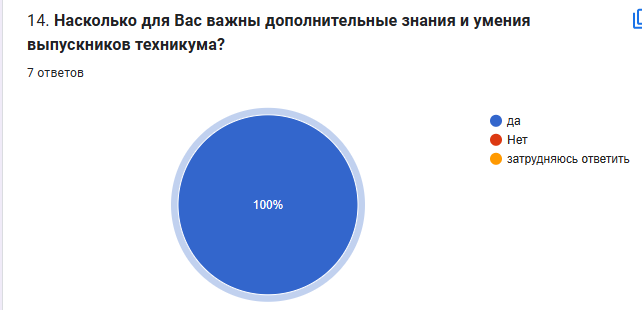 14. Насколько для Вас важны дополнительные знания и умения
выпускников техникума?
7 ответов
100%
да
Нет
затрудняюсь ответить